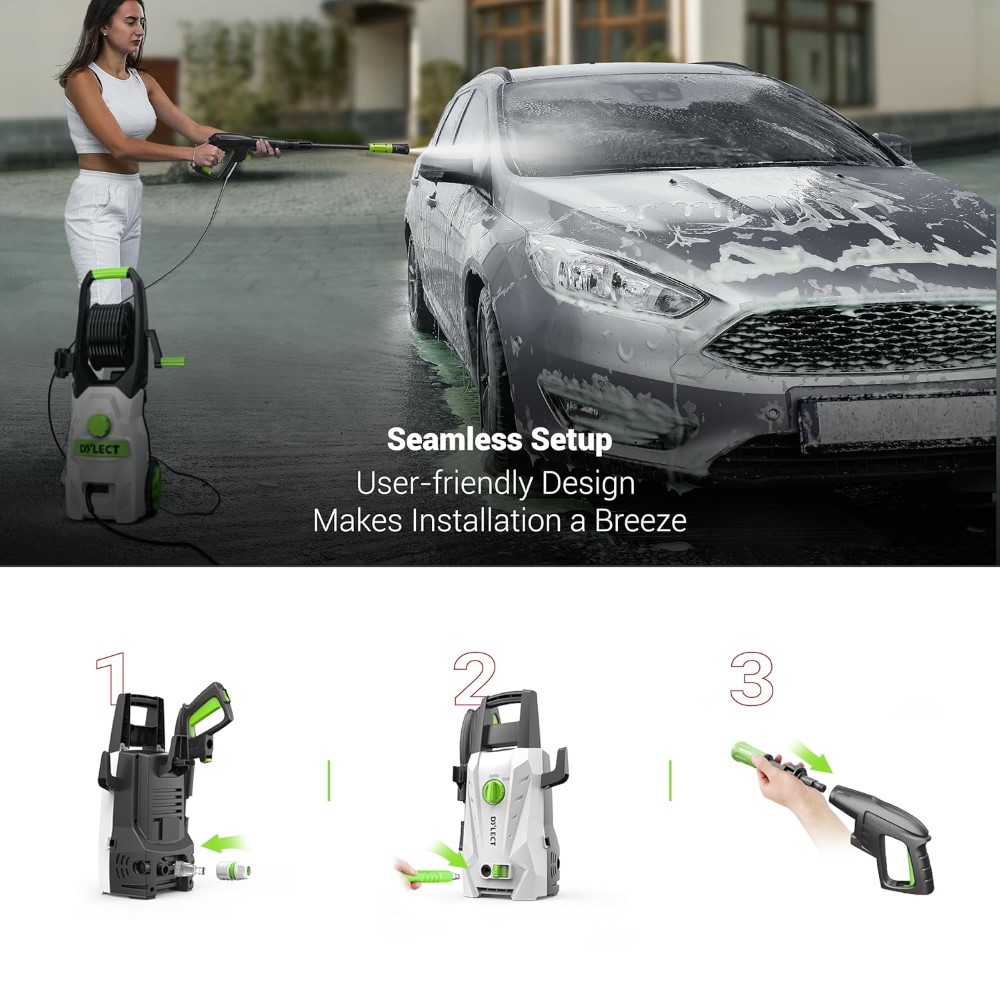 DYLECT
Seamless Setup
User-friendly Design
Makes Installation a Breeze
1
2
3
DYLECT